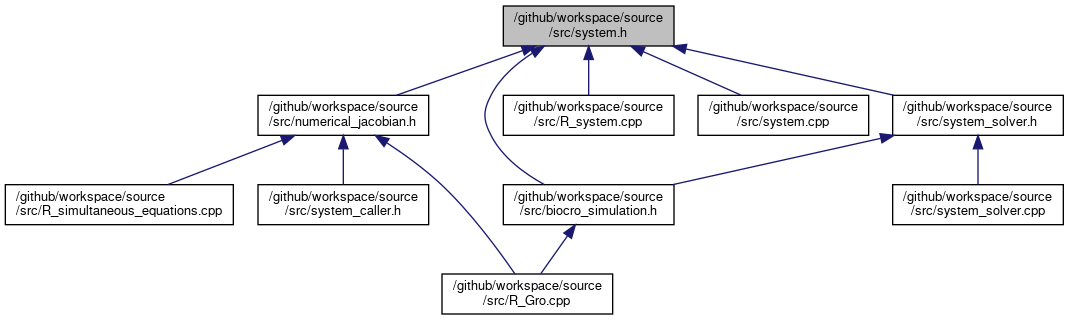 /github/workspace/source
/src/system.h
/github/workspace/source
/src/numerical_jacobian.h
/github/workspace/source
/src/R_system.cpp
/github/workspace/source
/src/system.cpp
/github/workspace/source
/src/system_solver.h
/github/workspace/source
/src/R_simultaneous_equations.cpp
/github/workspace/source
/src/system_caller.h
/github/workspace/source
/src/biocro_simulation.h
/github/workspace/source
/src/system_solver.cpp
/github/workspace/source
/src/R_Gro.cpp